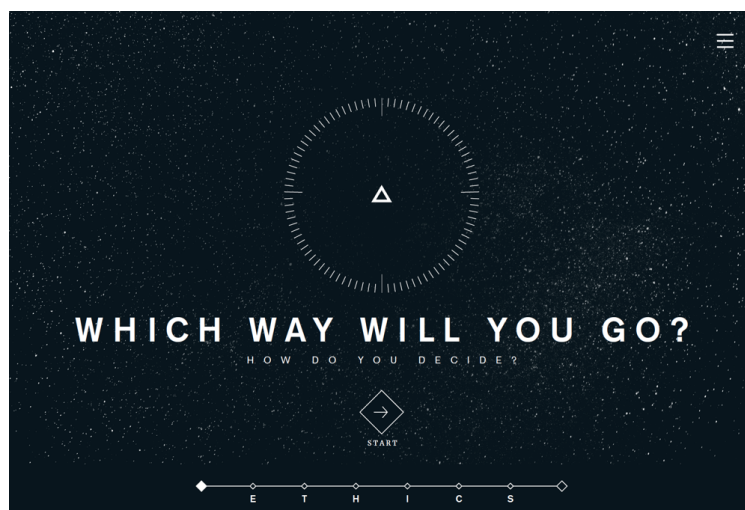 WHICH WAY WILL YOU GO?
HOW DO YOU DECIDE?
START
E T H I C S